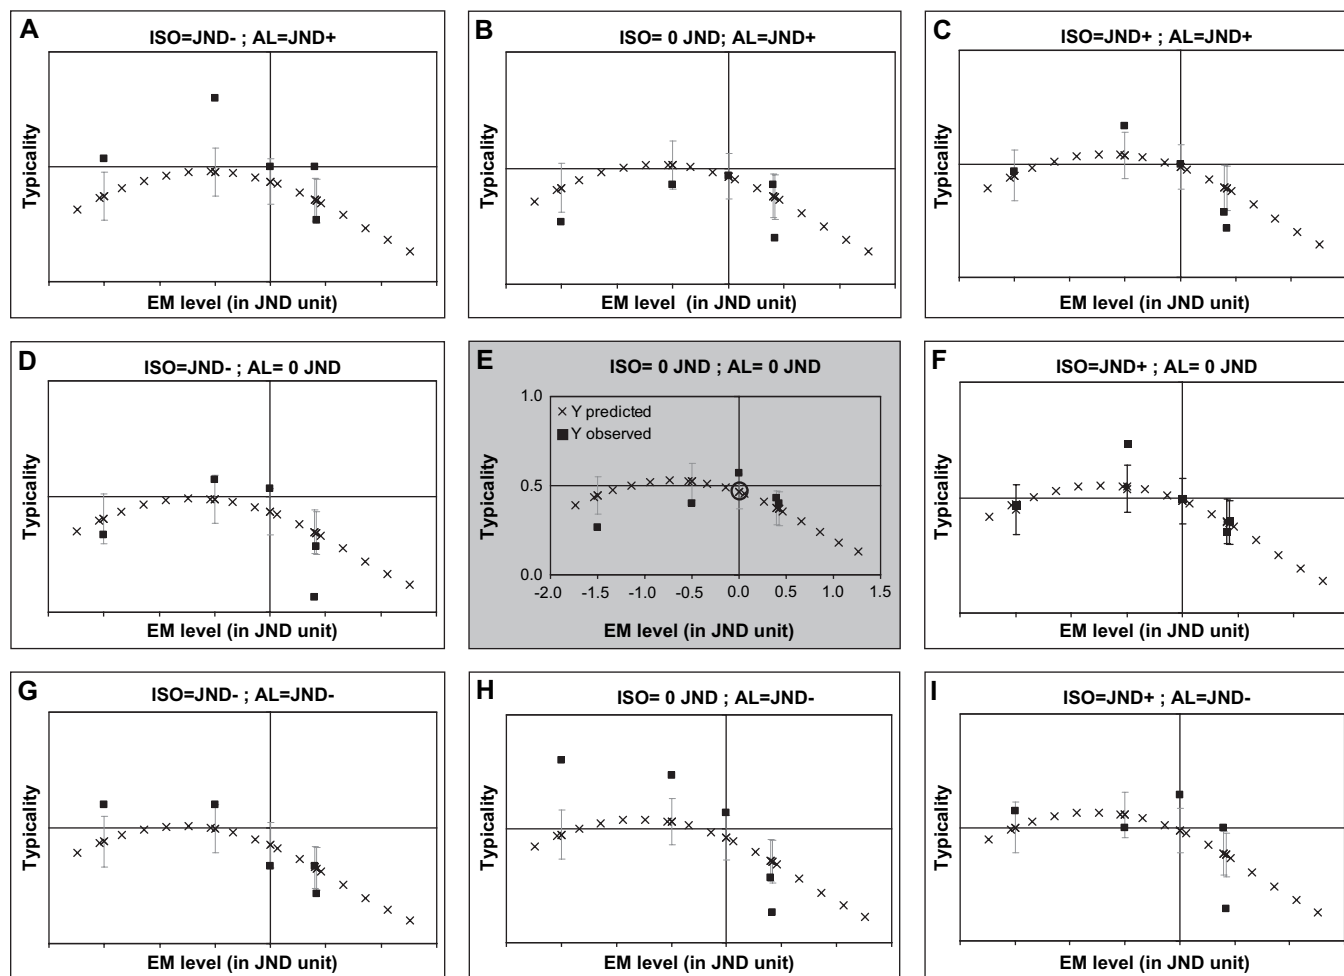 A
ISO=JND- ; AL=JND+
Typicality
EM level (in JND unit)
B
ISO= 0 JND; AL=JND+
Typicality
EM level (in JND unit)
C
ISO=JND+ ; AL=JND+
Typicality
EM level (in JND unit)
D
ISO=JND- ; AL= 0 JND
Typicality
EM level (in JND unit)
E
ISO= 0 JND ; AL= 0 JND
Typicality
1.0
0.5
0.0
Y predicted
Y observed
-2.0 -1.5 -1.0 -0.5 0.0 0.5 1.0 1.5
EM level (in JND unit)
F
ISO=JND+ ; AL= 0 JND
Typicality
EM level (in JND unit)
G
ISO=JND- ; AL=JND-
Typicality
EM level (in JND unit)
H
ISO= 0 JND ; AL=JND-
Typicality
EM level (in JND unit)
I
ISO=JND+ ; AL=JND-
Typicality
EM level (in JND unit)